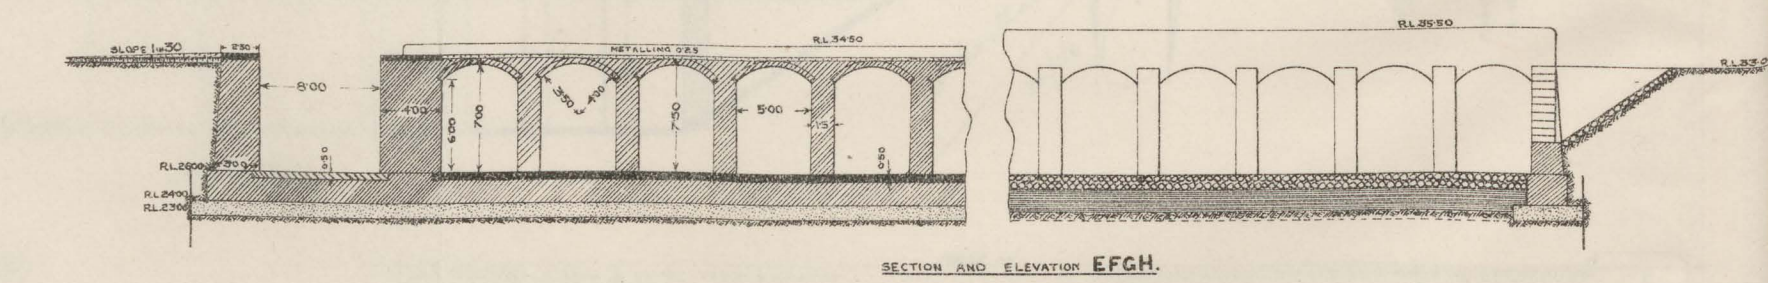 SLOPE 1 in 30
2·50
R.L.34·50
METALLING 0·25
R.L.35·50
R.L.33·0
8·00
4·00
6·00
7·00
3·50
4·00
7·50
5·00
1·5
R.L.26·00
3·00
0·50
0·50
R.L.24·00
R.L.23·00
SECTION AND ELEVATION EFGH.